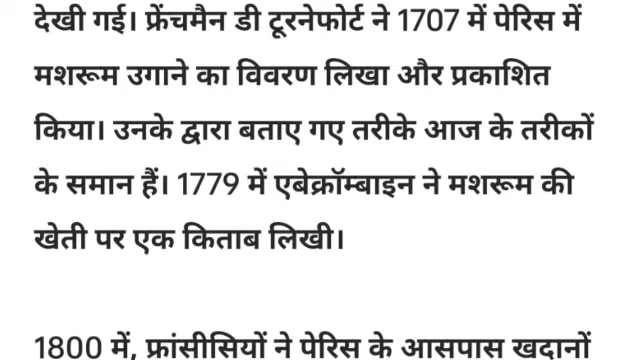 देखी गई। फ्रेंचमैन डी टूरनेफोर्ट ने 1707 में पेरिस में
मशरूम उगाने का विवरण लिखा और प्रकाशित
किया। उनके द्वारा बताए गए तरीके आज के तरीकों
के समान हैं। 1779 में एबेक्रॉम्बाइन ने मशरूम की
खेती पर एक किताब लिखी।
1800 में, फ्रांसीसियों ने पेरिस के आसपास खदानों